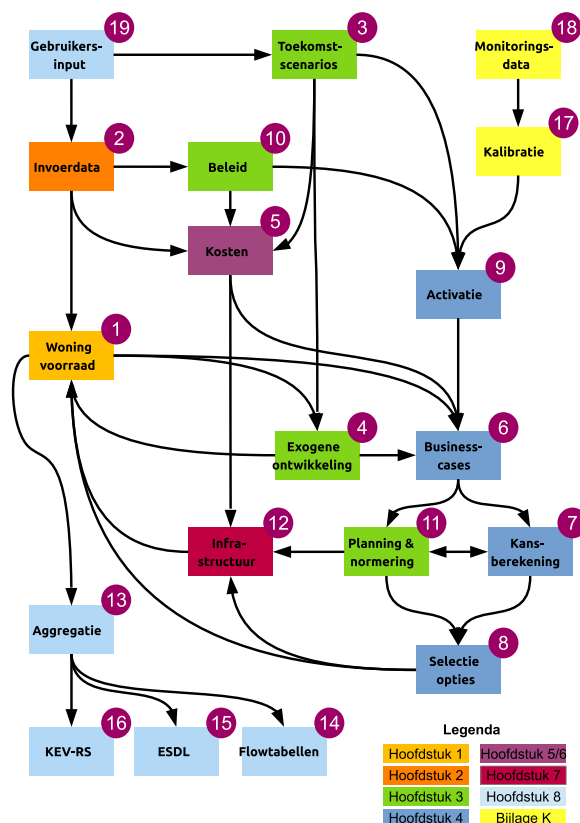 19
Gebruikers-
input
3
Toekomst-
scenarios
18
Monitorings-
data
2
Invoerdata
10
Beleid
17
Kalibratie
5
Kosten
9
Activatie
1
Woning
voorraad
4
Exogene
ontwikkeling
6
Business-
cases
12
Infra-
structuur
11
Planning &
normering
7
Kans-
berekening
13
Aggregatie
8
Selectie
opties
16
KEV-RS
15
ESDL
14
Flowtabellen
Legenda
Hoofdstuk 1
Hoofdstuk 5/6
Hoofdstuk 2
Hoofdstuk 7
Hoofdstuk 3
Hoofdstuk 8
Hoofdstuk 4
Bijlage K